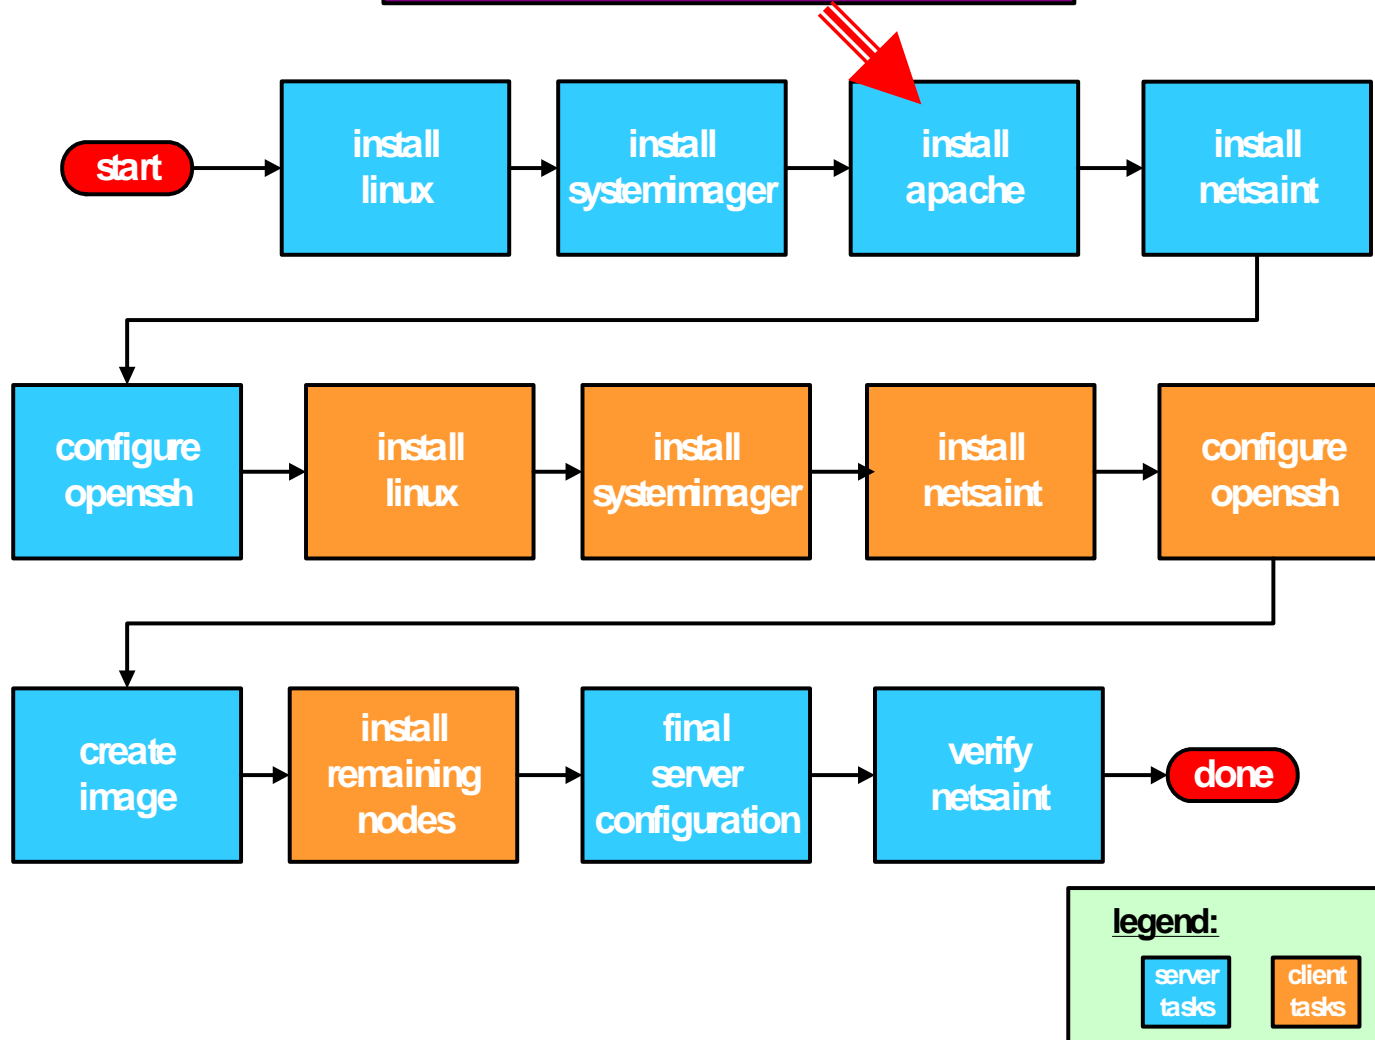 start
install
linux
install
systemimager
install
apache
install
netsaint
configure
openssh
install
linux
install
systemimager
install
netsaint
configure
openssh
create
image
install
remaining
nodes
final
server
configuration
verify
netsaint
done
legend:
server
tasks
client
tasks